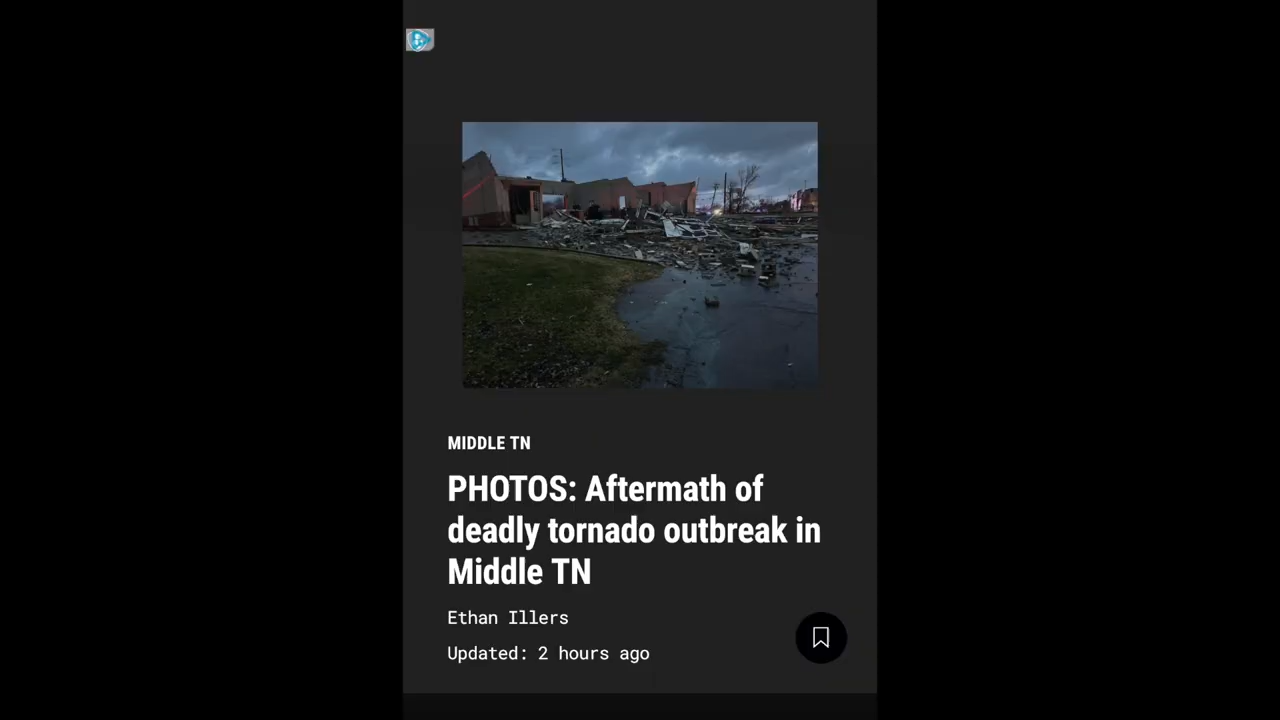 MIDDLE TN
PHOTOS: Aftermath of
deadly tornado outbreak in
Middle TN
Ethan Illers
Updated: 2 hours ago